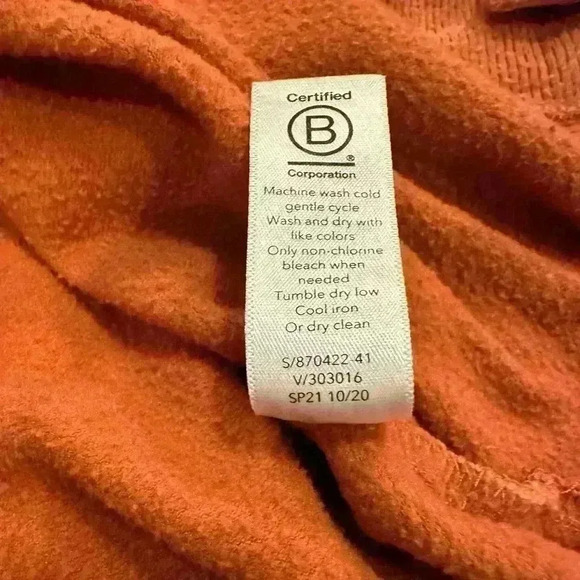 Certified
B
®
Corporation
Machine wash cold
gentle cycle
Wash and dry with
like colors
Only non-chlorine
bleach when
needed
Tumble dry low
Cool iron
Or dry clean
S/870422-41
V/303016
SP21 10/20